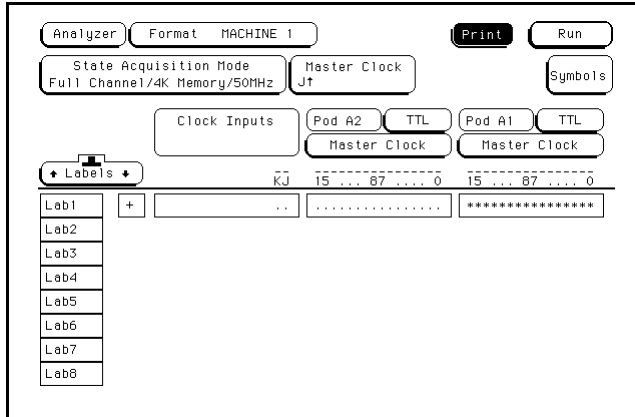 Analyzer Format MACHINE 1 Print Run
State Acquisition Mode
Full Channel/4K Memory/50MHz
Master Clock
J↑
Symbols
Clock Inputs
Pod A2 TTL
Master Clock
Pod A1 TTL
Master Clock
↑ Labels ↓
KJ 15 ... 87 .... 0 15 ... 87 .... 0
Lab1 + .. ................ ****************
Lab2
Lab3
Lab4
Lab5
Lab6
Lab7
Lab8